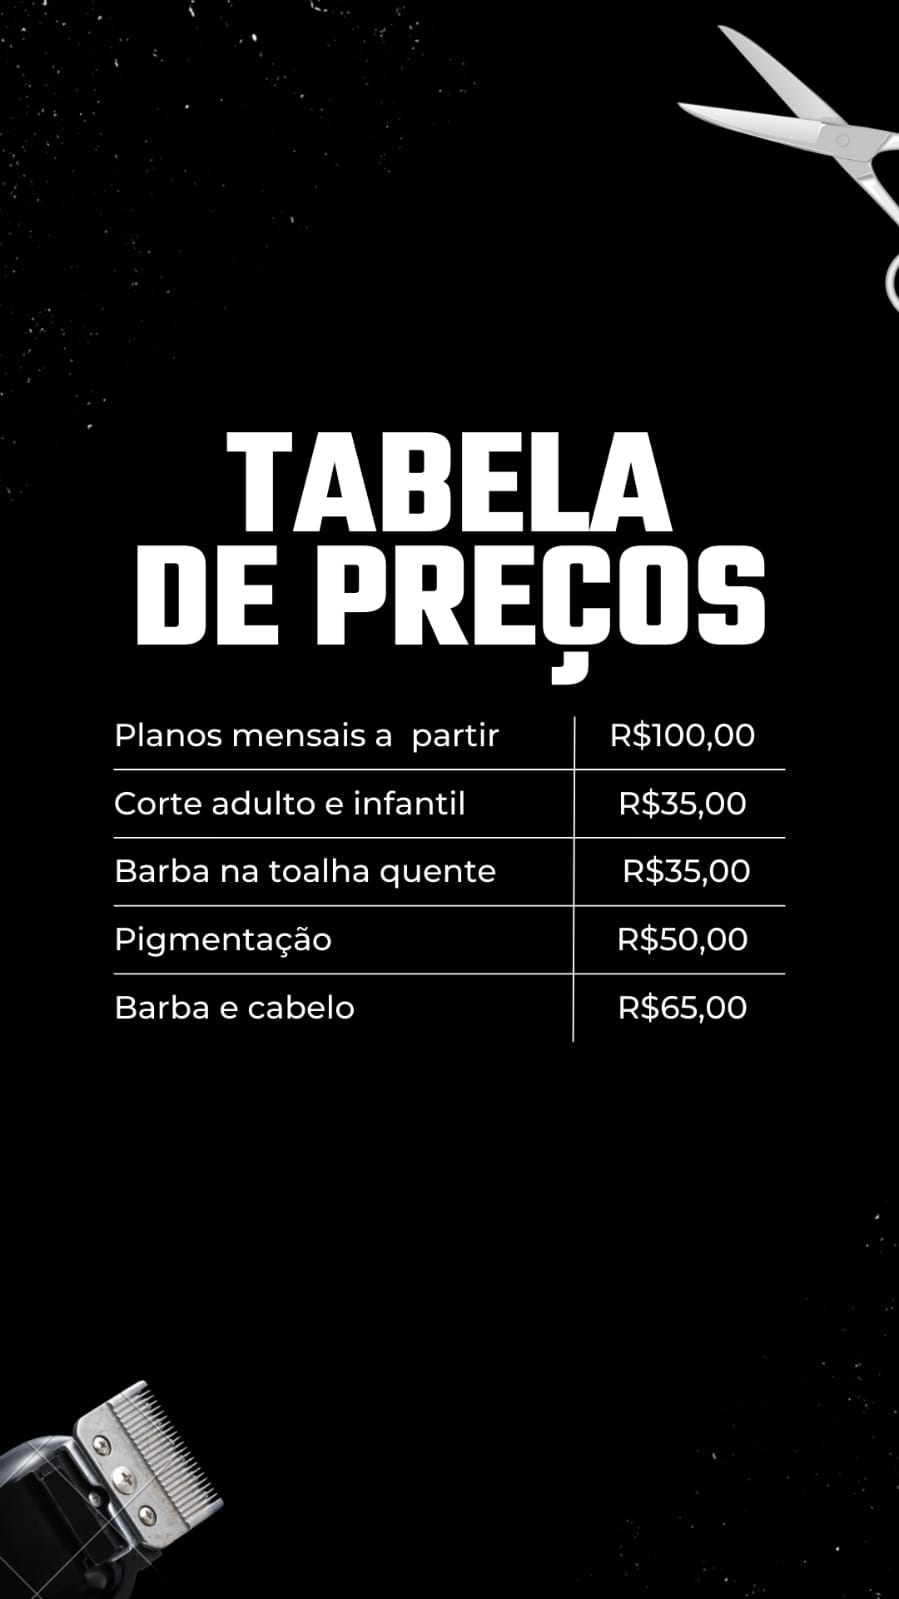 TABELA
DE PREÇOS
Planos mensais a  partir R$100,00
Corte adulto e infantil R$35,00
Barba na toalha quente R$35,00
Pigmentação R$50,00
Barba e cabelo R$65,00